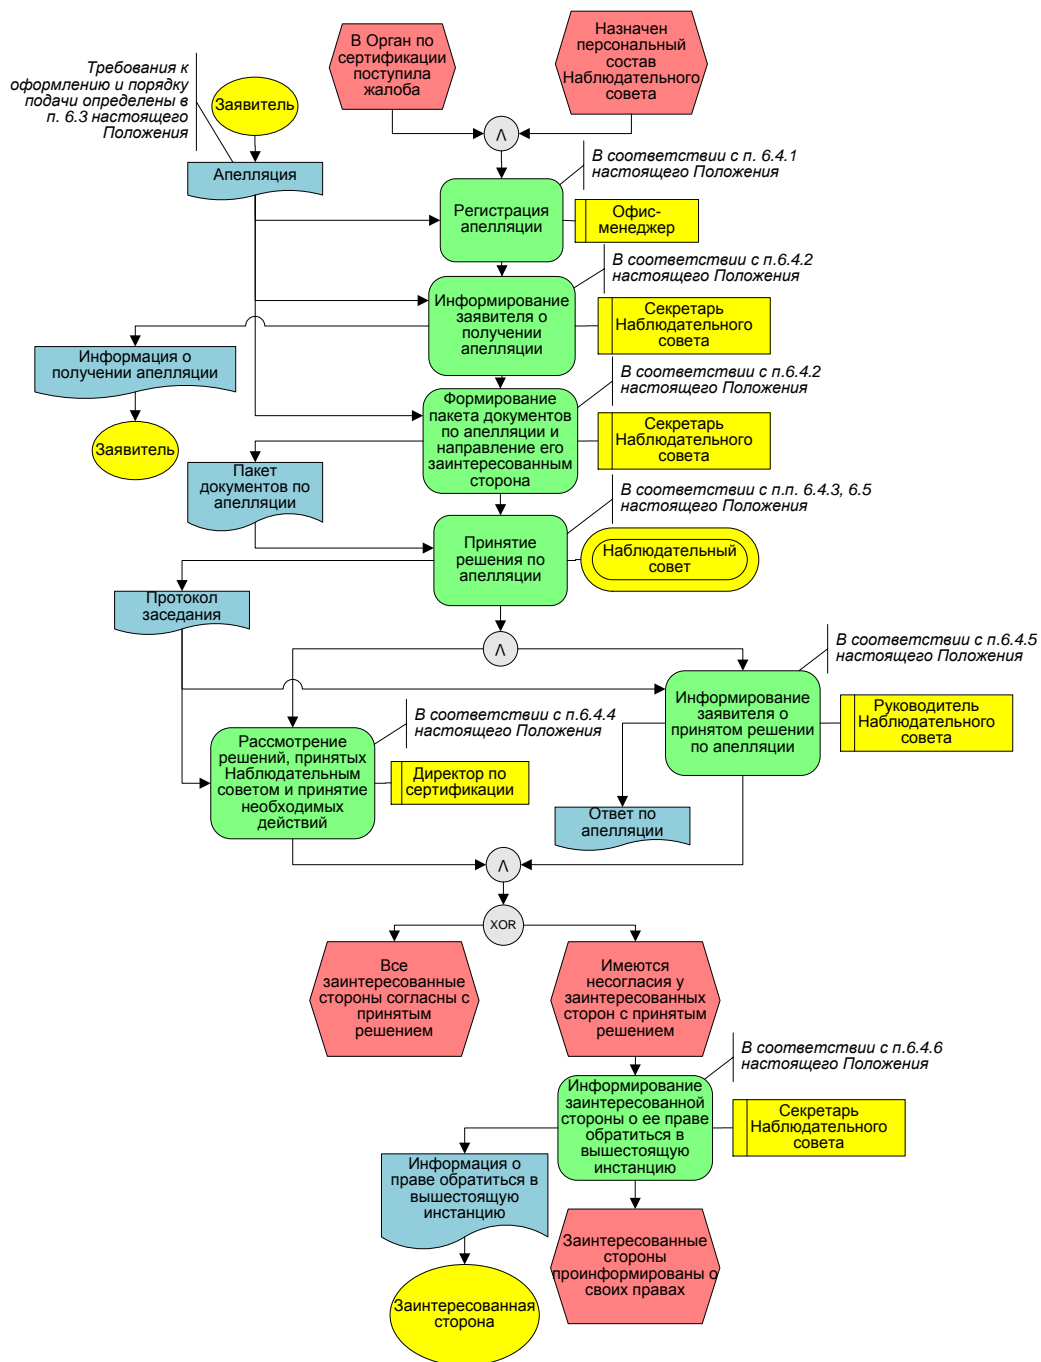 В Орган по
сертификации
поступила
жалоба
Назначен
персональный
состав
Наблюдательного
совета
Требования к
оформлению и порядку
подачи определены в
п. 6.3 настоящего
Положения
Заявитель
Λ
Апелляция
В соответствии с п. 6.4.1
настоящего Положения
Регистрация
апелляции
Офис-
менеджер
В соответствии с п.6.4.2
настоящего Положения
Информирование
заявителя о
получении
апелляции
Секретарь
Наблюдательного
совета
Информация о
получении апелляции
В соответствии с п.6.4.2
настоящего Положения
Заявитель
Формирование
пакета документов
по апелляции и
направление его
заинтересованным
сторона
Секретарь
Наблюдательного
совета
Пакет
документов по
апелляции
В соответствии с п.п. 6.4.3, 6.5
настоящего Положения
Принятие
решения по
апелляции
Наблюдательный
совет
Протокол
заседания
Λ
В соответствии с п.6.4.5
настоящего Положения
Информирование
заявителя о
принятом решении
по апелляции
Руководитель
Наблюдательного
совета
В соответствии с п.6.4.4
настоящего Положения
Рассмотрение
решений, принятых
Наблюдательным
советом и принятие
необходимых
действий
Директор по
сертификации
Ответ по
апелляции
Λ
XOR
Все
заинтересованные
стороны согласны с
принятым
решением
Имеются
несогласия у
заинтересованных
сторон с принятым
решением
В соответствии с п.6.4.6
настоящего Положения
Информирование
заинтересованной
стороны о ее праве
обратиться в
вышестоящую
инстанцию
Секретарь
Наблюдательного
совета
Информация о
праве обратиться в
вышестоящую
инстанцию
Заинтересованные
стороны
проинформированы о
своих правах
Заинтересованная
сторона